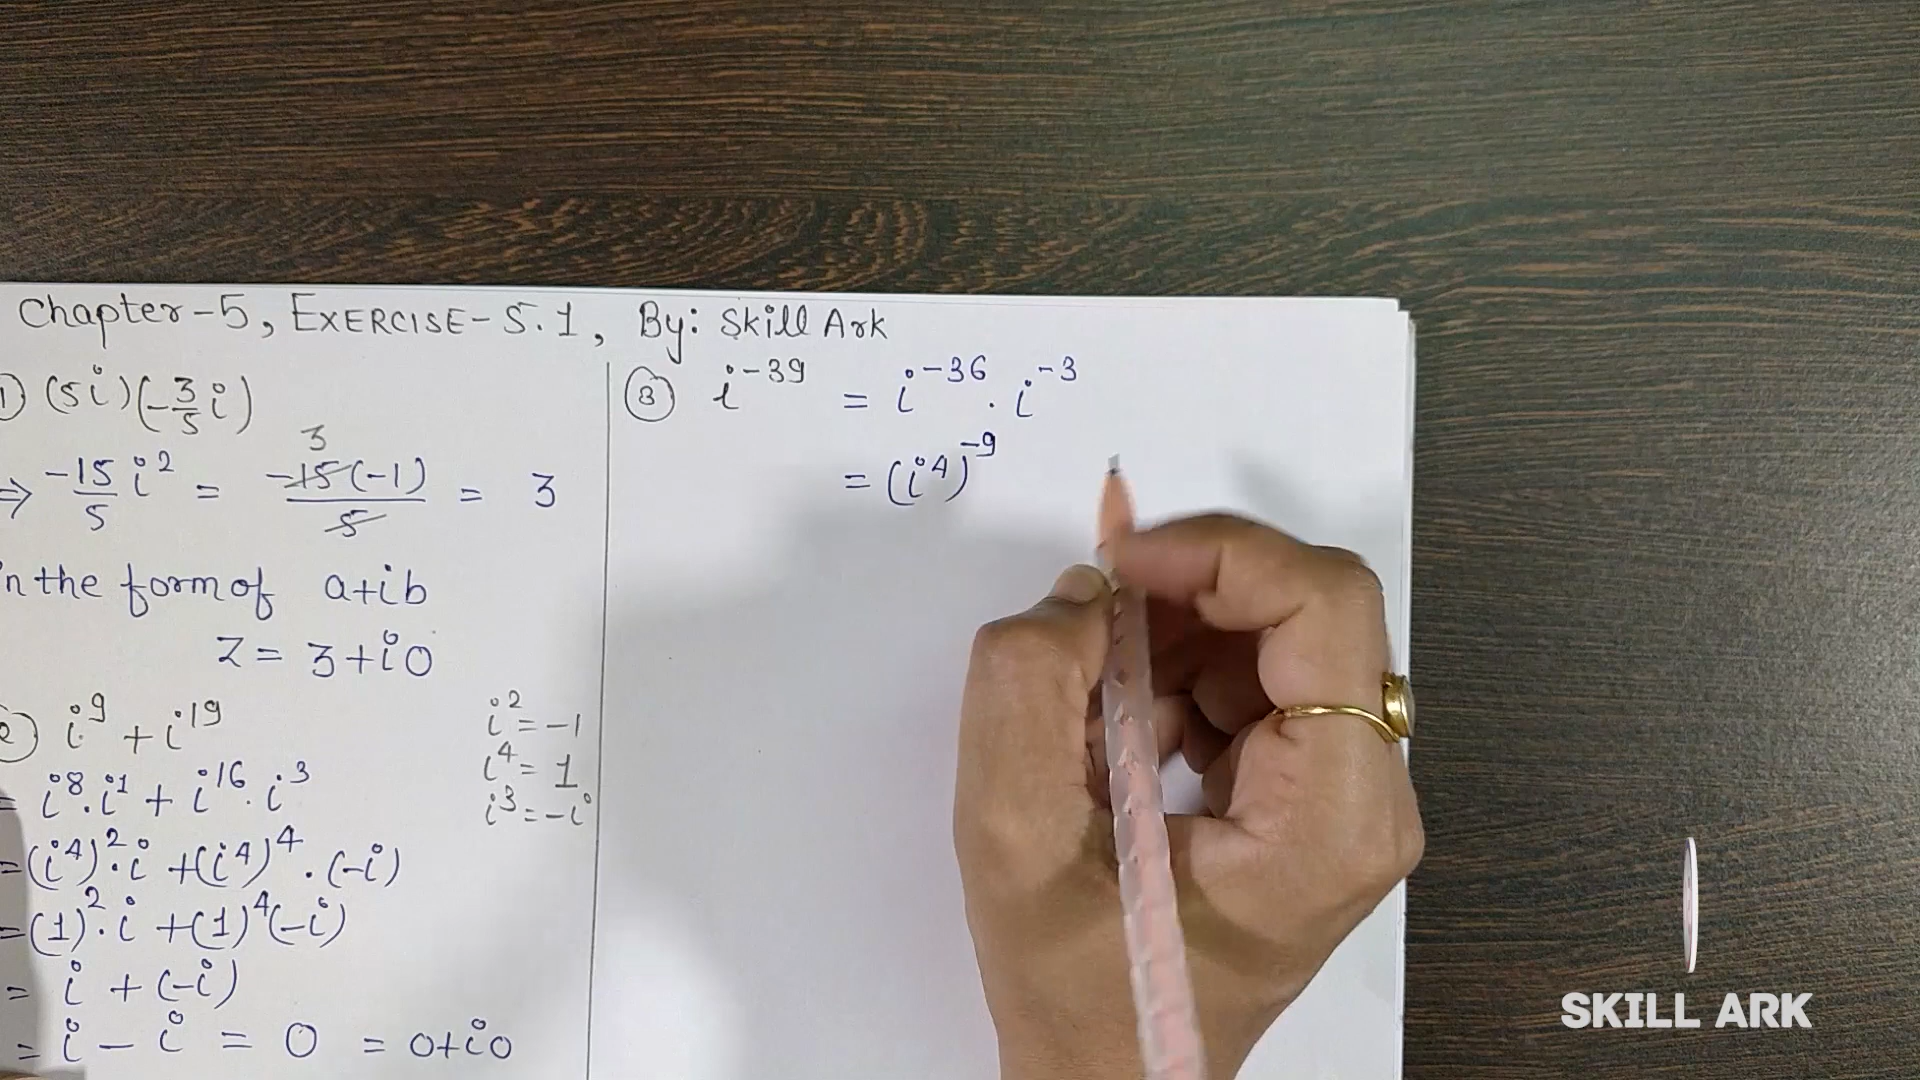 Chapter-5, EXERCISE-5.1, By: Skill Ark
1) (5i)(-3/5 i)
⇒ -15/5 i² = -15(-1)/5 = 3
3
n the form of a+ib
Z = 3+i0
2) i⁹ + i¹⁹
= i⁸·i¹ + i¹⁶·i³
= (i⁴)²·i + (i⁴)⁴·(-i)
= (1)²·i + (1)⁴(-i)
= i + (-i)
= i - i = 0 = 0+i0
i² = -1
i⁴ = 1
i³ = -i
③ i⁻³⁹ = i⁻³⁶ · i⁻³
= (i⁴)⁻⁹
SKILL ARK